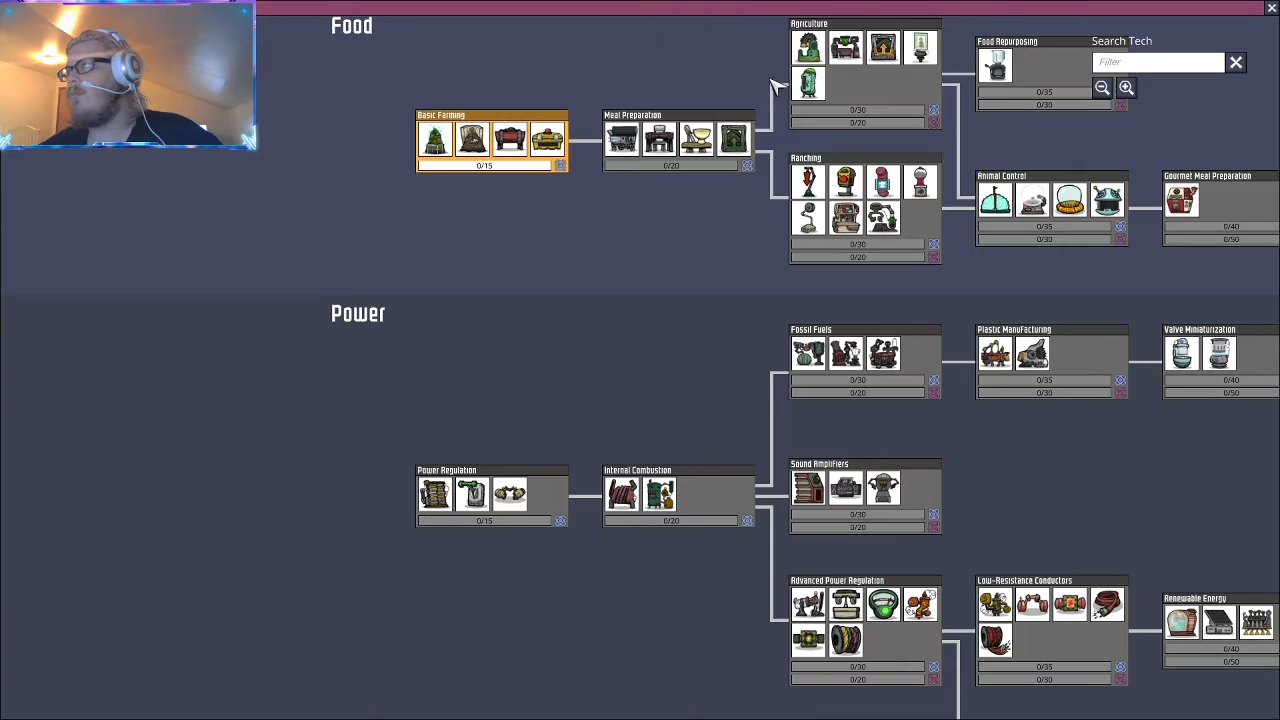 Food
Agriculture
0/30
0/20
Food Repurposing
0/35
0/30
Search Tech
Filter
Basic Farming
0/15
Meal Preparation
0/20
Ranching
0/30
0/20
Animal Control
0/35
0/30
Gourmet Meal Preparation
0/40
0/50
Power
Fossil Fuels
0/30
0/20
Plastic Manufacturing
0/35
0/30
Valve Miniaturization
0/40
0/50
Power Regulation
0/15
Internal Combustion
0/20
Sound Amplifiers
0/30
0/20
Advanced Power Regulation
0/30
0/20
Low-Resistance Conductors
0/35
0/30
Renewable Energy
0/40
0/50